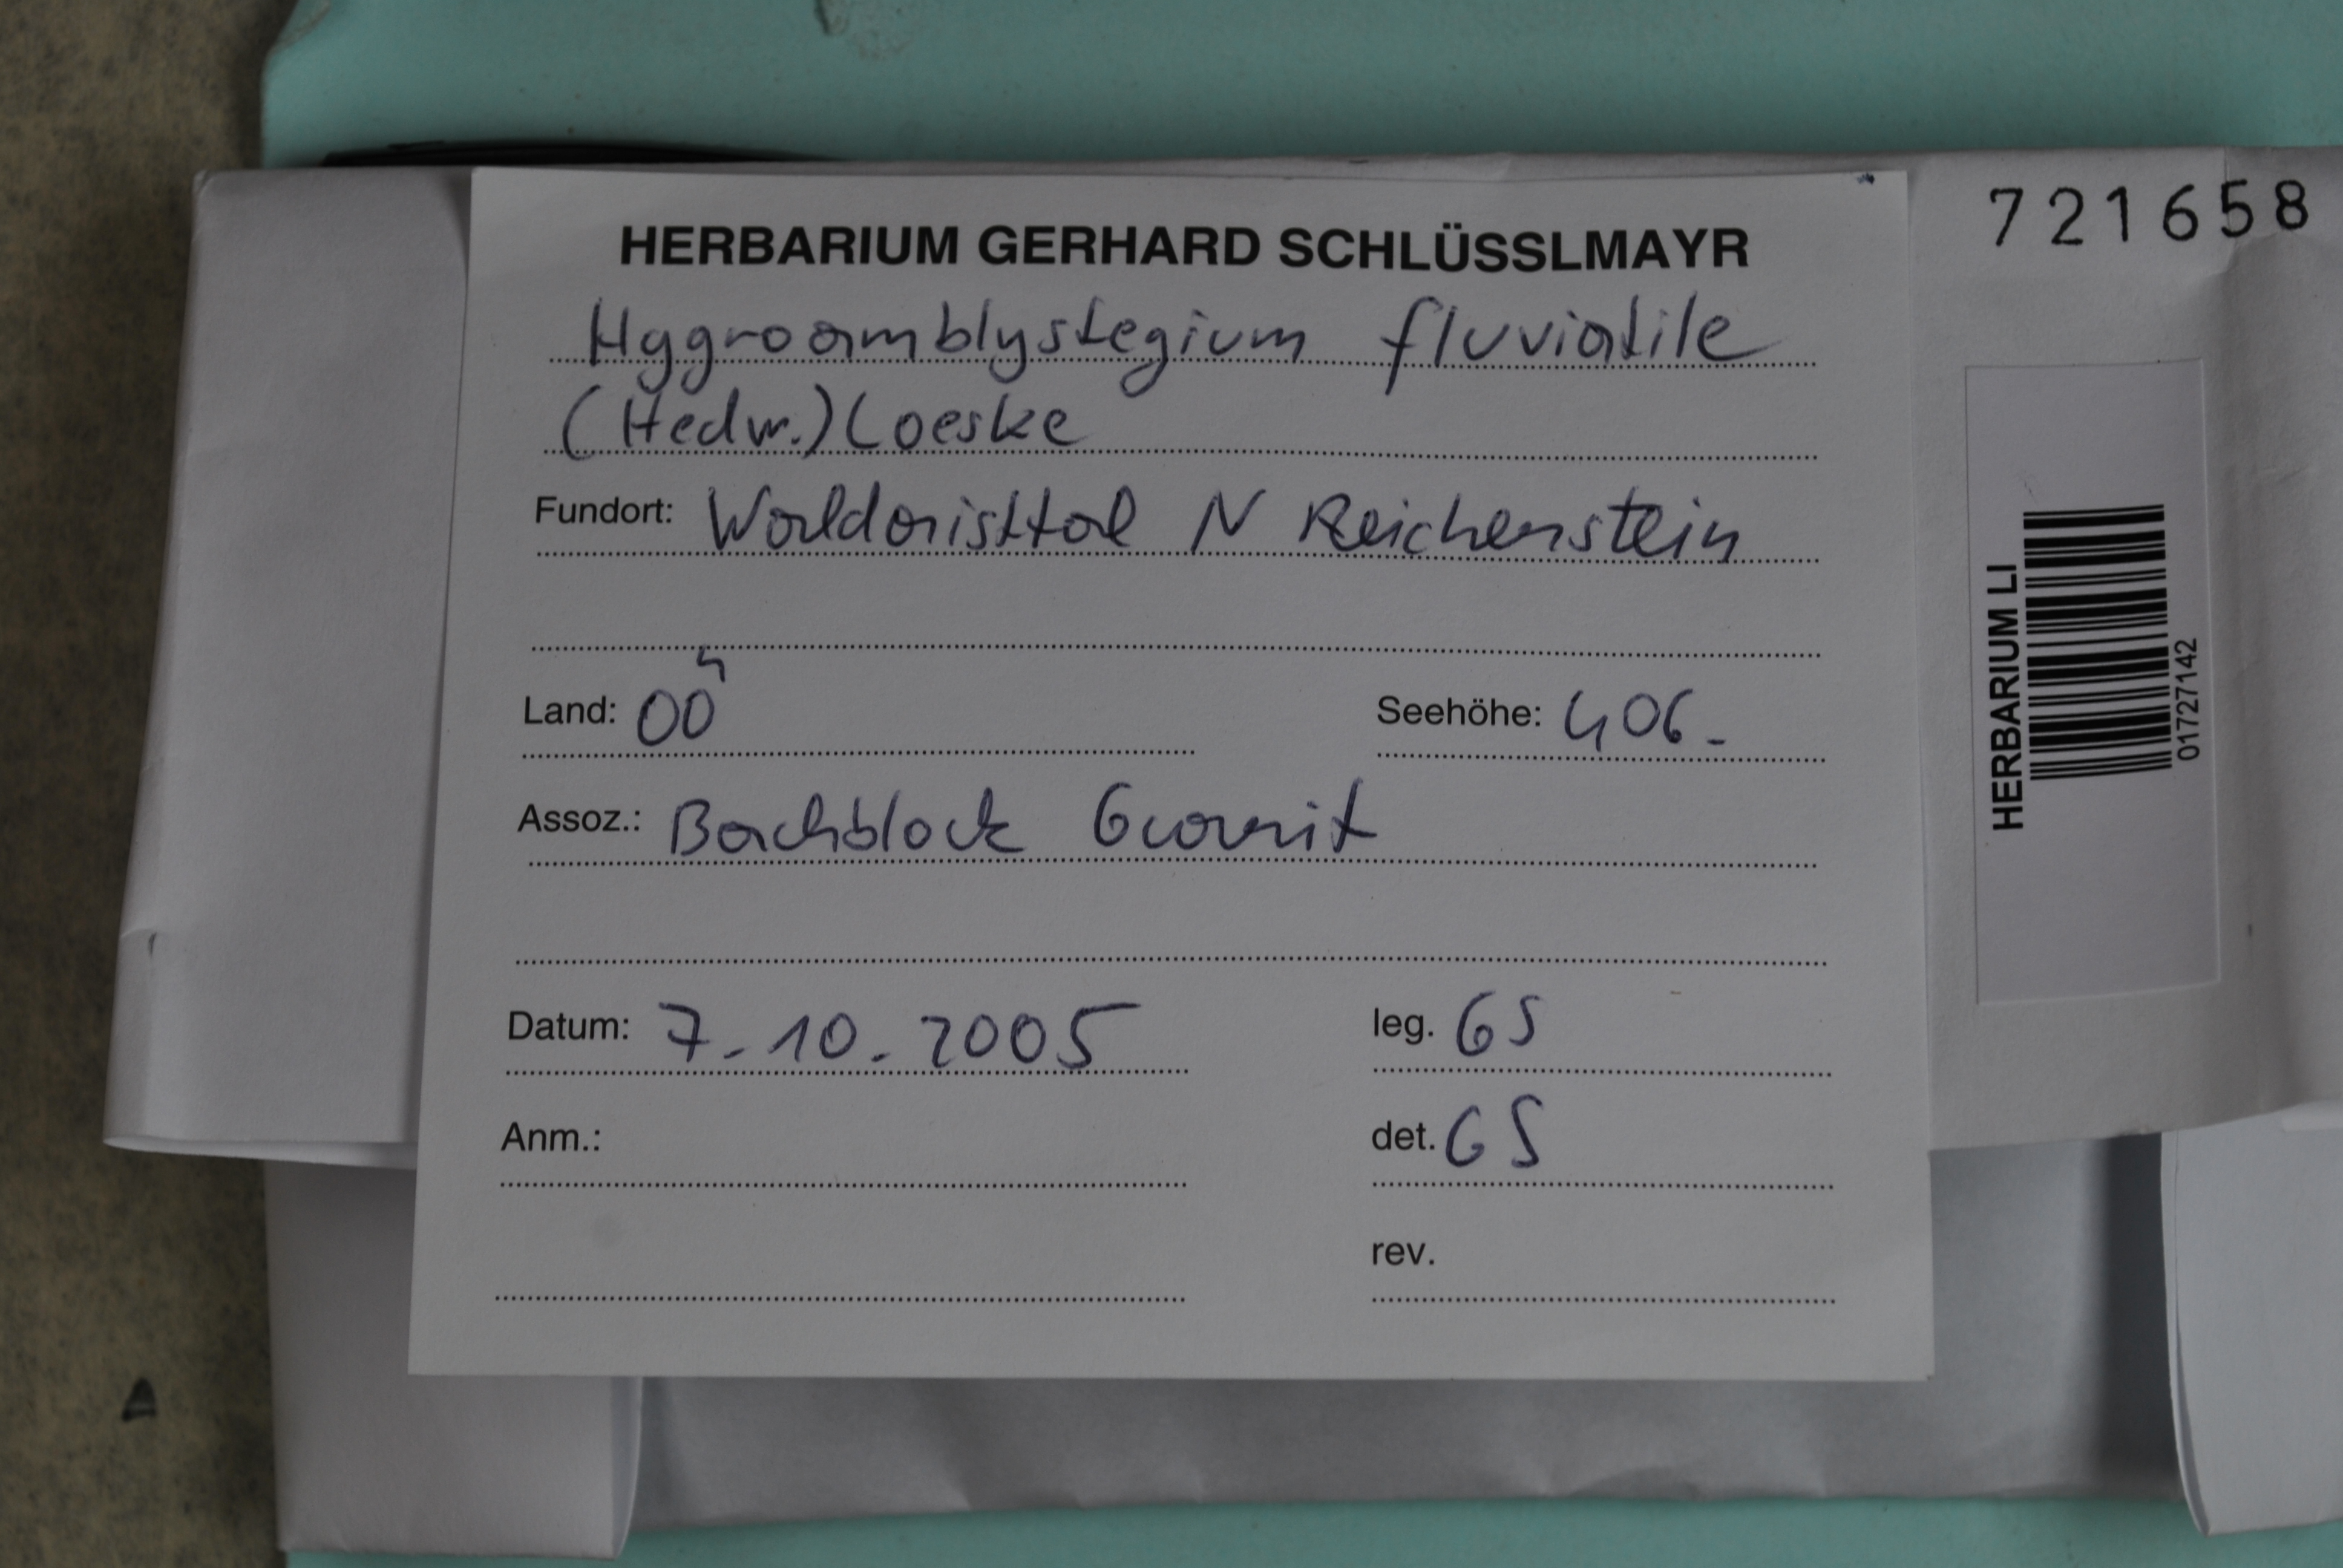 HERBARIUM GERHARD SCHLÜSSLMAYR
721658
Hygroamblystegium fluviatile
(Hedw.) Loeske
Fundort: Waldaisttal N Reichenstein
Land: OÖ
Seehöhe: 406.
Assoz.: Bachblock Granit
Datum: 7.10.2005
leg. GS
Anm.:
det. GS
rev.
HERBARIUM LI
01727142